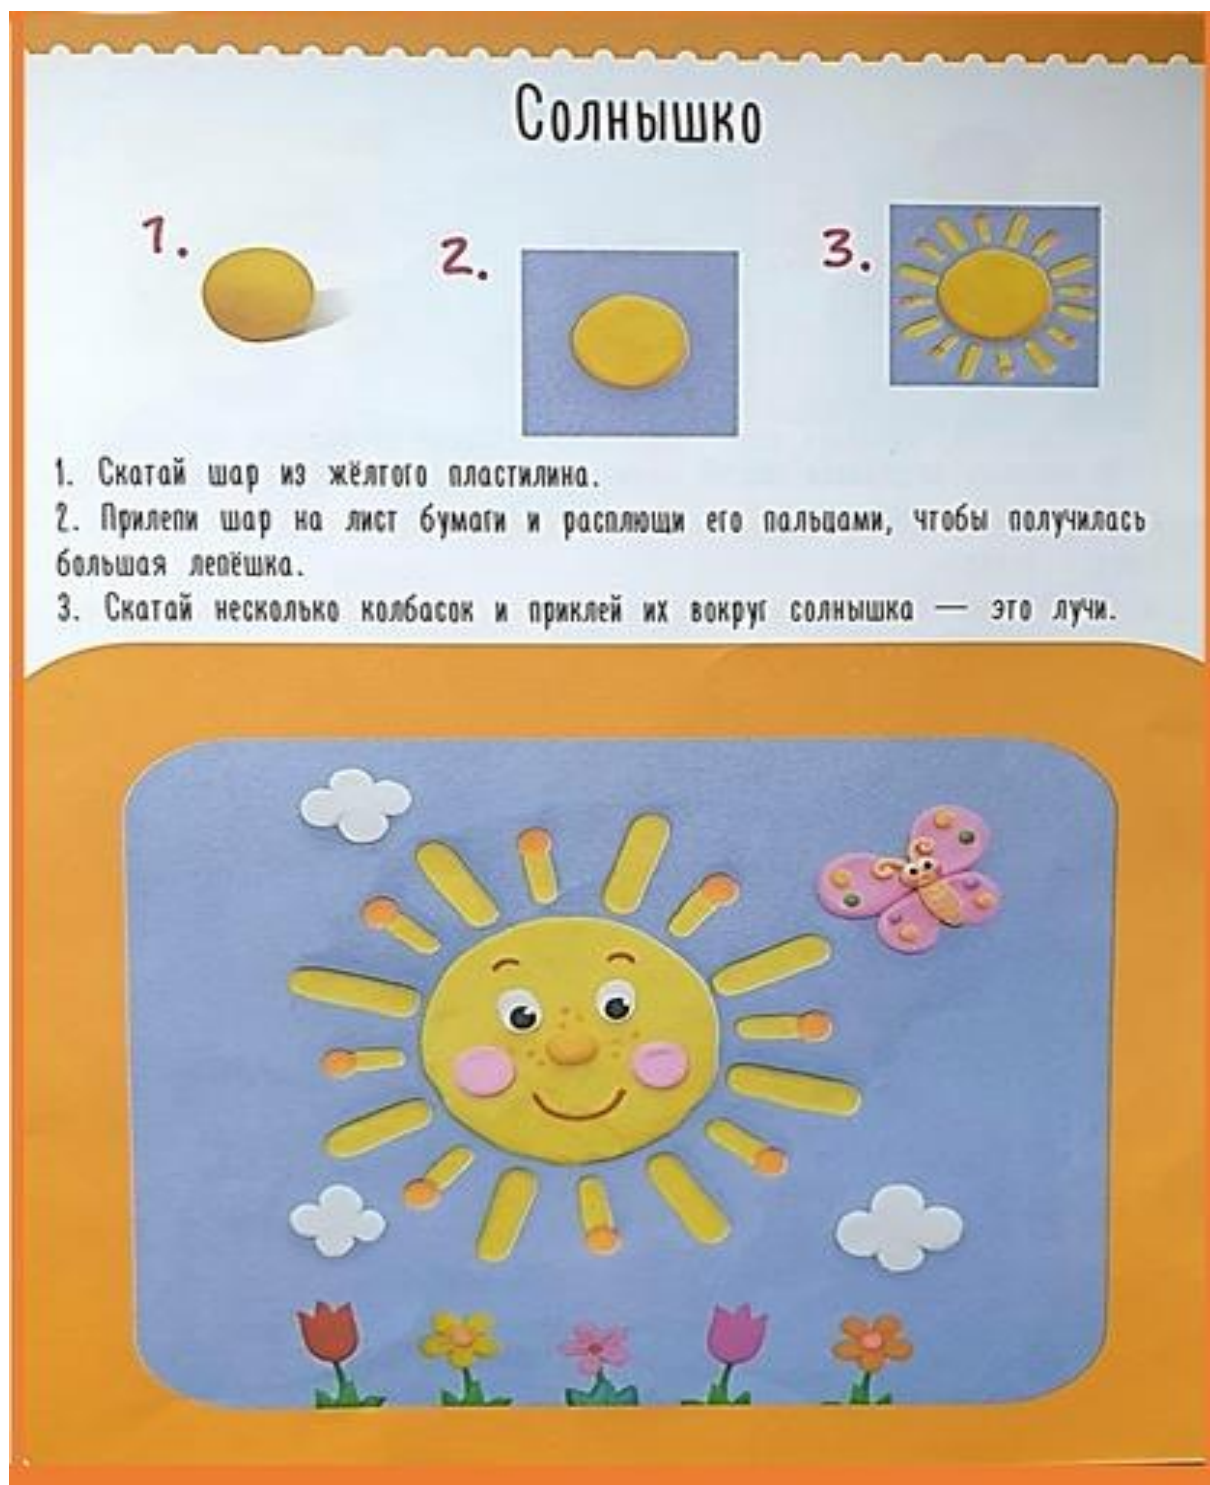 Солнышко
1.
2.
3.
1. Скатай шар из жёлтого пластилина.
2. Прилепи шар на лист бумаги и расплющи его пальцами, чтобы получилась
большая лепёшка.
3. Скатай несколько колбасок и приклей их вокруг солнышка — это лучи.